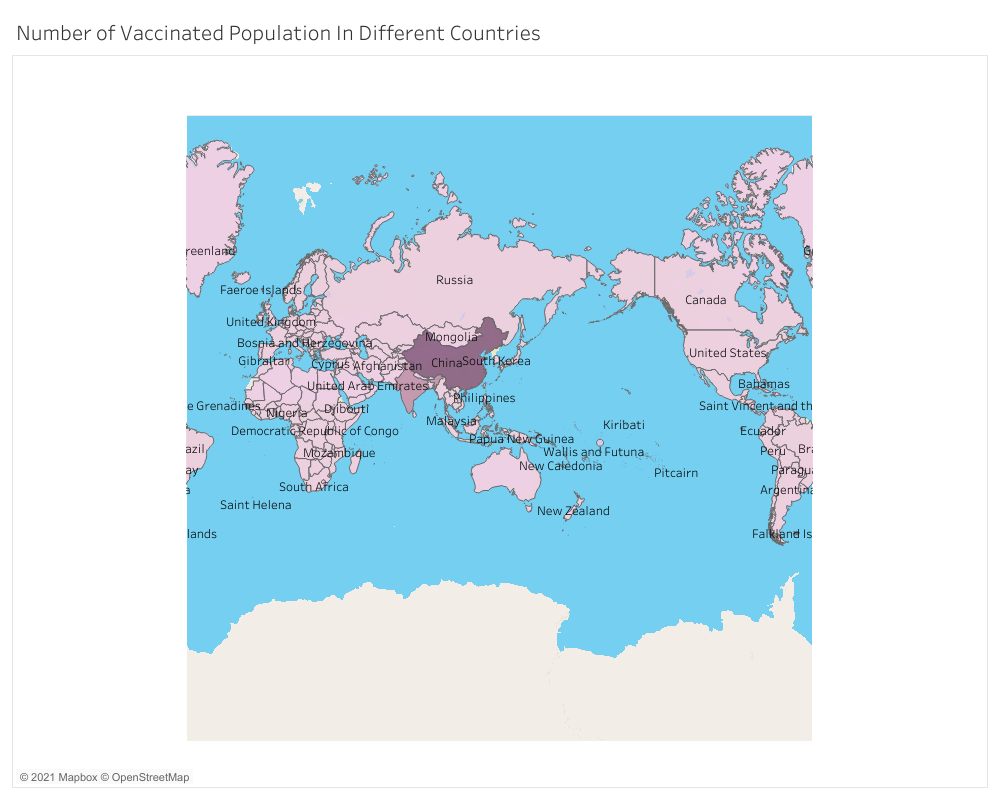 Number of Vaccinated Population In Different Countries
reenland
G
Russia
Faeroe Islands
Canada
United Kingdom
Mongolia
Bosnia and Herzegovina
United States
Gibraltar
Cyprus
Afghanistan
China
South Korea
United Arab Emirates
Bahamas
Philippines
e Grenadines
Nigeria
Djibouti
Saint Vincent and th
Malaysia
Kiribati
Democratic Republic of Congo
Ecuador
Papua New Guinea
azil
Mozambique
Wallis and Futuna
Peru
Bra
New Caledonia
ay
Pitcairn
Paragu
a
South Africa
Argentina
Saint Helena
New Zealand
lands
Falkland Is
© 2021 Mapbox © OpenStreetMap